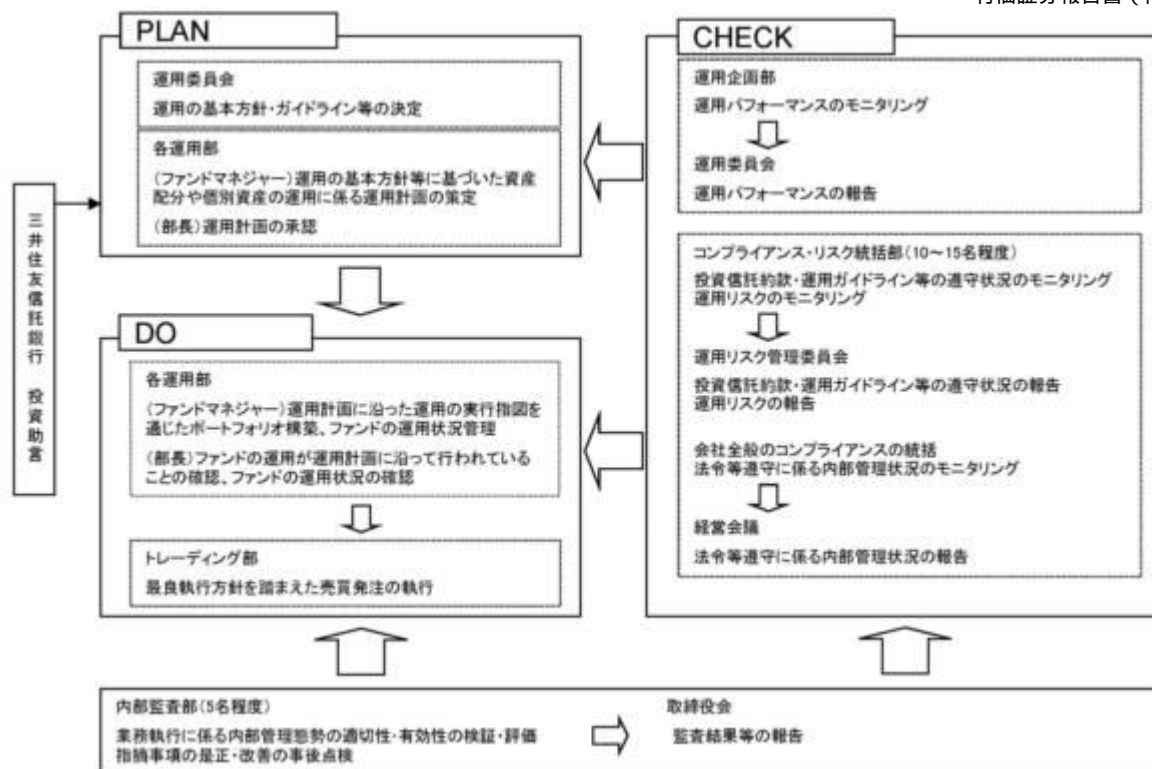 PLAN
運用委員会
運用の基本方針・ガイドライン等の決定
各運用部
(ファンドマネジャー)運用の基本方針等に基づいた資産
配分や個別資産の運用に係る運用計画の策定
(部長)運用計画の承認
三井住友信託銀行 投資助言
DO
各運用部
(ファンドマネジャー)運用計画に沿った運用の実行指図を
通じたポートフォリオ構築、ファンドの運用状況管理
(部長)ファンドの運用が運用計画に沿って行われている
ことの確認、ファンドの運用状況の確認
トレーディング部
最良執行方針を踏まえた売買発注の執行
CHECK
運用企画部
運用パフォーマンスのモニタリング
運用委員会
運用パフォーマンスの報告
コンプライアンス・リスク統括部(10～15名程度)
投資信託約款・運用ガイドライン等の遵守状況のモニタリング
運用リスクのモニタリング
運用リスク管理委員会
投資信託約款・運用ガイドライン等の遵守状況の報告
運用リスクの報告
会社全般のコンプライアンスの統括
法令等遵守に係る内部管理状況のモニタリング
経営会議
法令等遵守に係る内部管理状況の報告
内部監査部(5名程度)
業務執行に係る内部管理態勢の適切性・有効性の検証・評価
指摘事項の是正・改善の事後点検
取締役会
監査結果等の報告